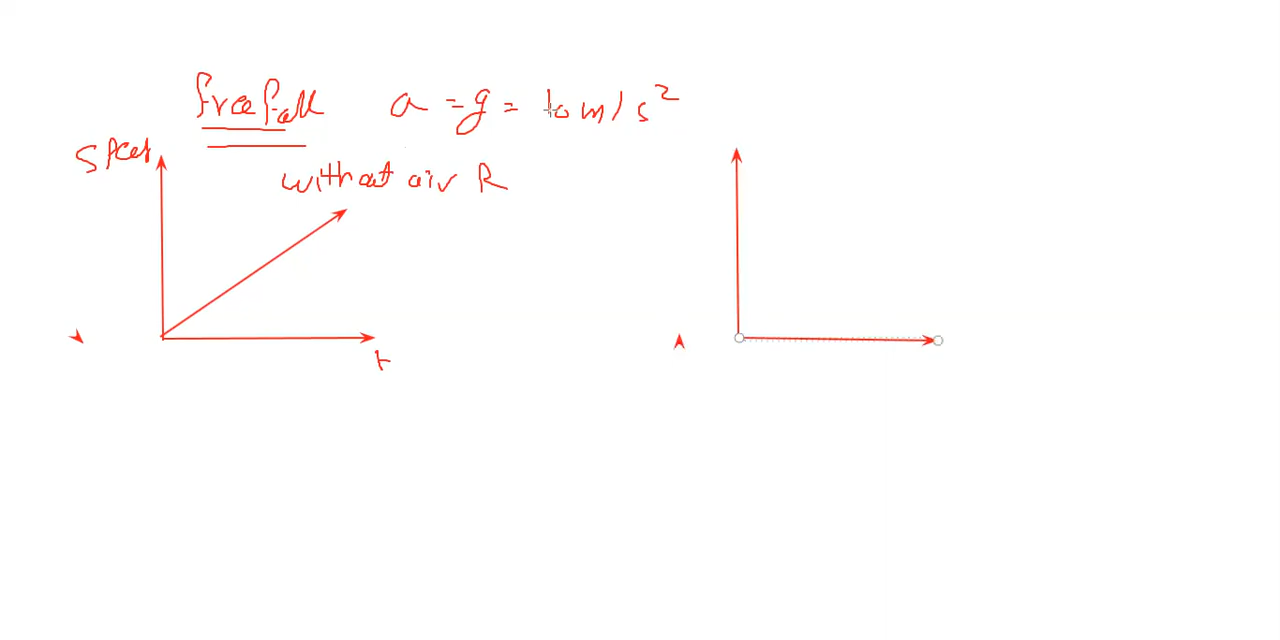 free fall a = g = 10 m/s²
speed
without air R
t